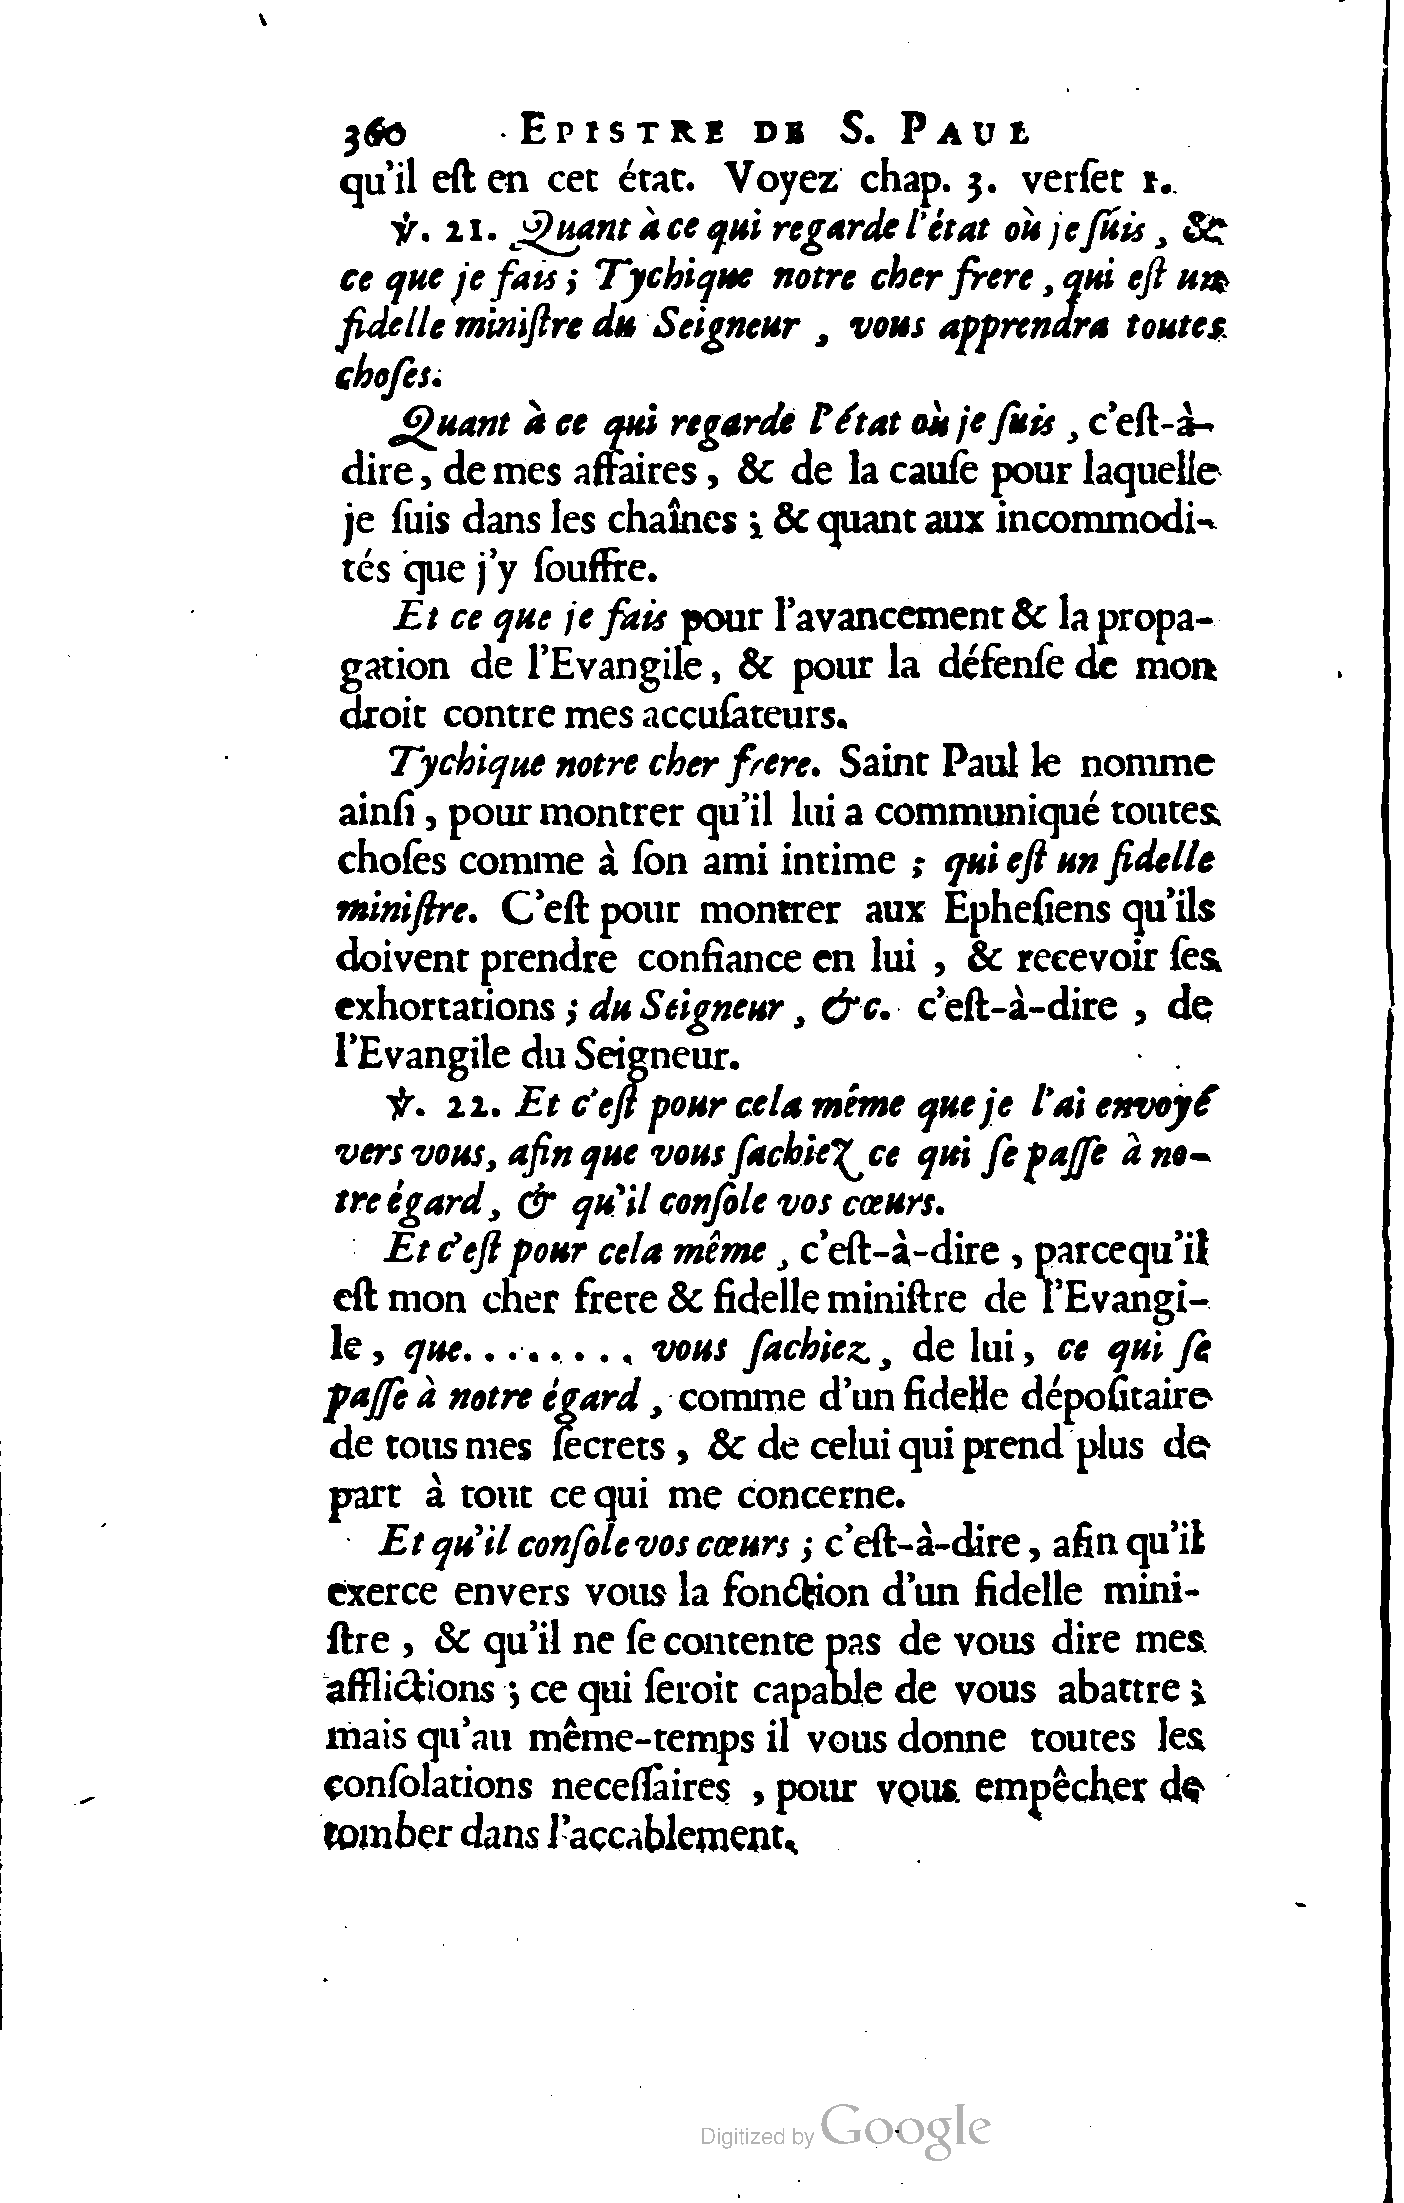 360 EPISTRE DE S. PAUL
qu'il eſt en cet état. Voyez chap. 3. verſet 1.
℣. 21. Quant à ce qui regarde l'état où je ſuis, &
ce que je fais; Tychique notre cher frere, qui eſt un
fidelle miniſtre du Seigneur, vous apprendra toutes
choſes.
Quant à ce qui regarde l'état où je ſuis, c'eſt-à-
dire, de mes affaires, & de la cauſe pour laquelle
je ſuis dans les chaînes; & quant aux incommodi-
tés que j'y ſouffre.
Et ce que je fais pour l'avancement & la propa-
gation de l'Evangile, & pour la défenſe de mon
droit contre mes accuſateurs.
Tychique notre cher frere. Saint Paul le nomme
ainſi, pour montrer qu'il lui a communiqué toutes
choſes comme à ſon ami intime; qui eſt un fidelle
miniſtre. C'eſt pour montrer aux Epheſiens qu'ils
doivent prendre confiance en lui, & recevoir ſes
exhortations; du Seigneur, &c. c'eſt-à-dire, de
l'Evangile du Seigneur.
℣. 22. Et c'eſt pour cela méme que je l'ai envoyé
vers vous, afin que vous ſachiez ce qui ſe paſſe à no-
tre égard, & qu'il conſole vos cœurs.
Et c'eſt pour cela même, c'eſt-à-dire, parcequ'il
eſt mon cher frere & fidelle miniſtre de l'Evangi-
le, que......... vous ſachiez, de lui, ce qui ſe
paſſe à notre égard, comme d'un fidelle dépoſitaire
de tous mes ſecrets, & de celui qui prend plus de
part à tout ce qui me concerne.
Et qu'il conſole vos cœurs; c'eſt-à-dire, afin qu'il
exerce envers vous la fonction d'un fidelle mini-
ſtre, & qu'il ne ſe contente pas de vous dire mes
afflictions; ce qui ſeroit capable de vous abattre;
mais qu'au même-temps il vous donne toutes les
conſolations neceſſaires, pour vous empêcher de
tomber dans l'accablement.
Digitized by Google